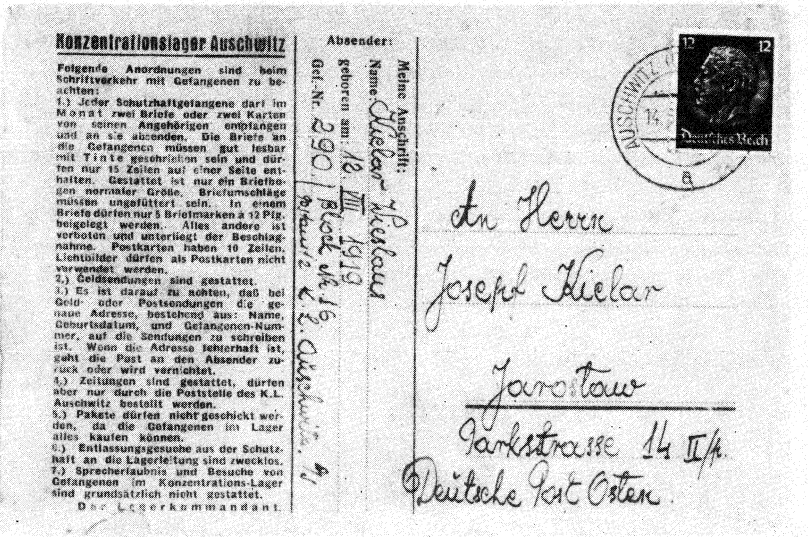 Konzentrationslager Auschwitz
Folgende Anordnungen sind beim
Schriftverkehr mit Gefangenen zu be-
achten:
1.) Jeder Schutzhaftgefangene darf im
Monat zwei Briefe oder zwei Karten
von seinen Angehörigen empfangen
und an sie absenden. Die Briefe an
die Gefangenen müssen gut lesbar
mit Tinte geschrieben sein und dür-
fen nur 15 Zeilen auf einer Seite ent-
halten. Gestattet ist nur ein Briefbo-
gen normaler Größe. Briefumschläge
müssen ungefüttert sein. In einem
Briefe dürfen nur 5 Briefmarken à 12 Pfg.
beigelegt werden. Alles andere ist
verboten und unterliegt der Beschlag-
nahme. Postkarten haben 10 Zeilen.
Lichtbilder dürfen als Postkarten nicht
verwendet werden.
2.) Geldsendungen sind gestattet.
3.) Es ist darauf zu achten, daß bei
Geld- oder Postsendungen die ge-
naue Adresse, bestehend aus: Name,
Geburtsdatum, und Gefangenen-Num-
mer, auf die Sendungen zu schreiben
ist. Wenn die Adresse fehlerhaft ist,
geht die Post an den Absender zu-
rück oder wird vernichtet.
4.) Zeitungen sind gestattet, dürfen
aber nur durch die Poststelle des K.L.
Auschwitz bestellt werden.
5.) Pakete dürfen nicht geschickt wer-
den, da die Gefangenen im Lager
alles kaufen können.
6.) Entlassungsgesuche aus der Schutz-
haft an die Lagerleitung sind zwecklos.
7.) Sprecherlaubnis und Besuche von
Gefangenen im Konzentrations-Lager
sind grundsätzlich nicht gestattet.
Der Lagerkommandant.
Absender:
Meine Anschrift:
Name: Kielar Wieslaus
geboren am: 12 VIII 1919
Gef.-Nr. 290 / Block Nr 16
K. L. Auschwitz.
AUSCHWITZ
14.
a
12 12
Deutsches Reich
An Herrn
Josepf Kielar
Jarosław
Parkstrasse 14 II/p.
Deutsche Post Osten.